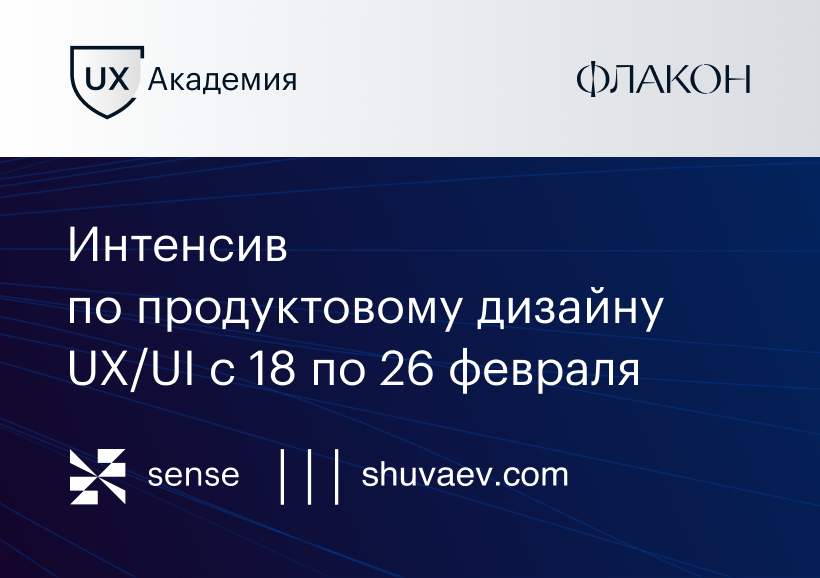 UX Академия
ФЛАКОН
Интенсив
по продуктовому дизайну
UX/UI с 18 по 26 февраля
sense
shuvaev.com